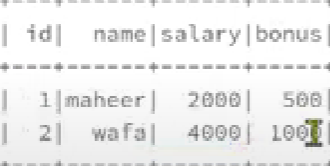 +---+------+------+-----+
| id|  name|salary|bonus|
+---+------+------+-----+
|  1|maheer|  2000|  500|
|  2|  wafa|  4000| 1000|
+---+------+------+-----+